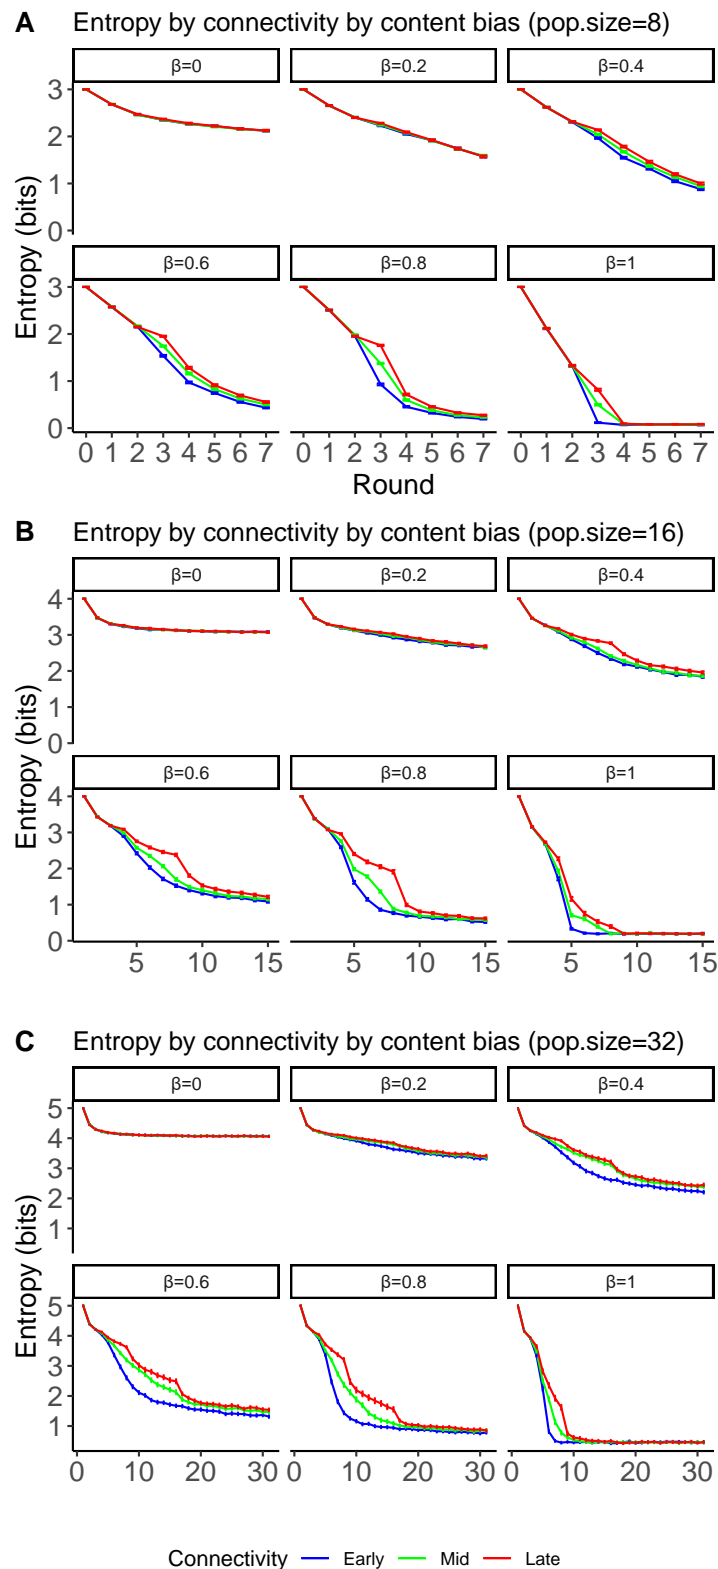 A Entropy by connectivity by content bias (pop.size=8)
β=0 β=0.2 β=0.4
3
2
1
0
β=0.6 β=0.8 β=1
3
2
1
0
Entropy (bits)
0 1 2 3 4 5 6 7 0 1 2 3 4 5 6 7 0 1 2 3 4 5 6 7
Round
B Entropy by connectivity by content bias (pop.size=16)
β=0 β=0.2 β=0.4
4
3
2
1
0
β=0.6 β=0.8 β=1
4
3
2
1
0
Entropy (bits)
5 10 15 5 10 15 5 10 15
C Entropy by connectivity by content bias (pop.size=32)
β=0 β=0.2 β=0.4
5
4
3
2
1
β=0.6 β=0.8 β=1
5
4
3
2
1
Entropy (bits)
0 10 20 30 0 10 20 30 0 10 20 30
Connectivity Early Mid Late